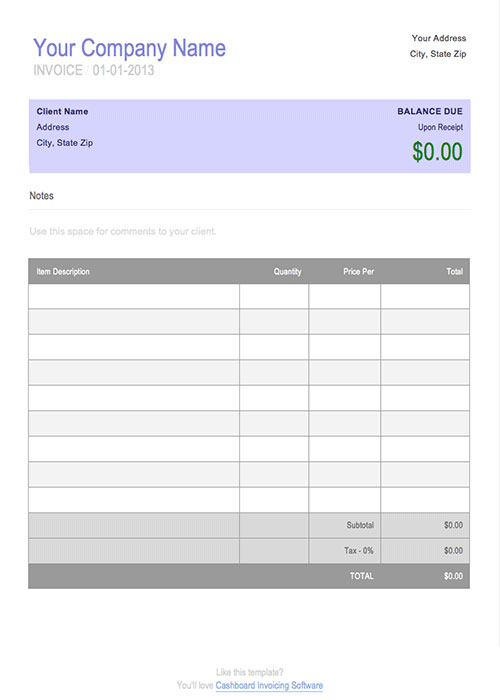 Your Company Name
INVOICE / 01-01-2013
Your Address
City, State Zip
Client Name
Address
City, State Zip
BALANCE DUE
Upon Receipt
$0.00
Notes
Use this space for comments to your client.
Item Description Quantity Price Per Total
Subtotal $0.00
Tax - 0% $0.00
TOTAL $0.00
Like this template?
You'll love Cashboard Invoicing Software